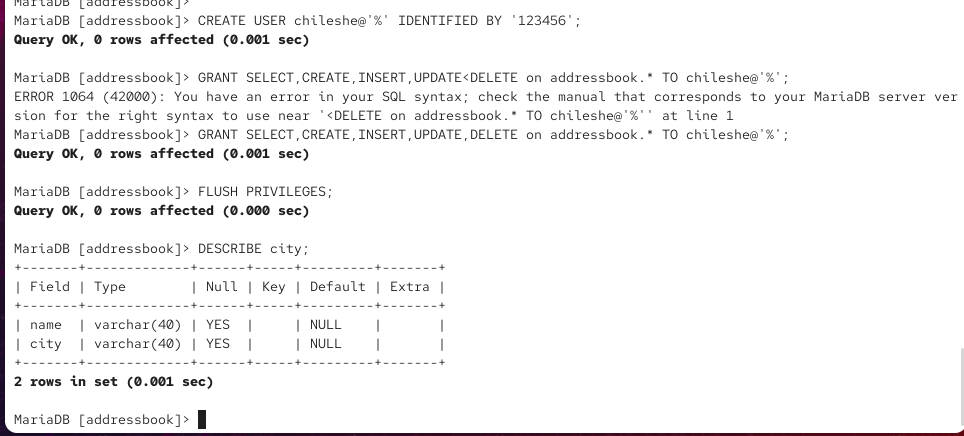 MariaDB [addressbook]>
MariaDB [addressbook]> CREATE USER chileshe@'%' IDENTIFIED BY '123456';
Query OK, 0 rows affected (0.001 sec)
MariaDB [addressbook]> GRANT SELECT,CREATE,INSERT,UPDATE<DELETE on addressbook.* TO chileshe@'%';
ERROR 1064 (42000): You have an error in your SQL syntax; check the manual that corresponds to your MariaDB server ver
sion for the right syntax to use near '<DELETE on addressbook.* TO chileshe@'%'' at line 1
MariaDB [addressbook]> GRANT SELECT,CREATE,INSERT,UPDATE,DELETE on addressbook.* TO chileshe@'%';
Query OK, 0 rows affected (0.001 sec)
MariaDB [addressbook]> FLUSH PRIVILEGES;
Query OK, 0 rows affected (0.000 sec)
MariaDB [addressbook]> DESCRIBE city;
+-------+-------------+------+-----+---------+-------+
| Field | Type        | Null | Key | Default | Extra |
+-------+-------------+------+-----+---------+-------+
| name  | varchar(40) | YES  |     | NULL    |       |
| city  | varchar(40) | YES  |     | NULL    |       |
+-------+-------------+------+-----+---------+-------+
2 rows in set (0.001 sec)
MariaDB [addressbook]>